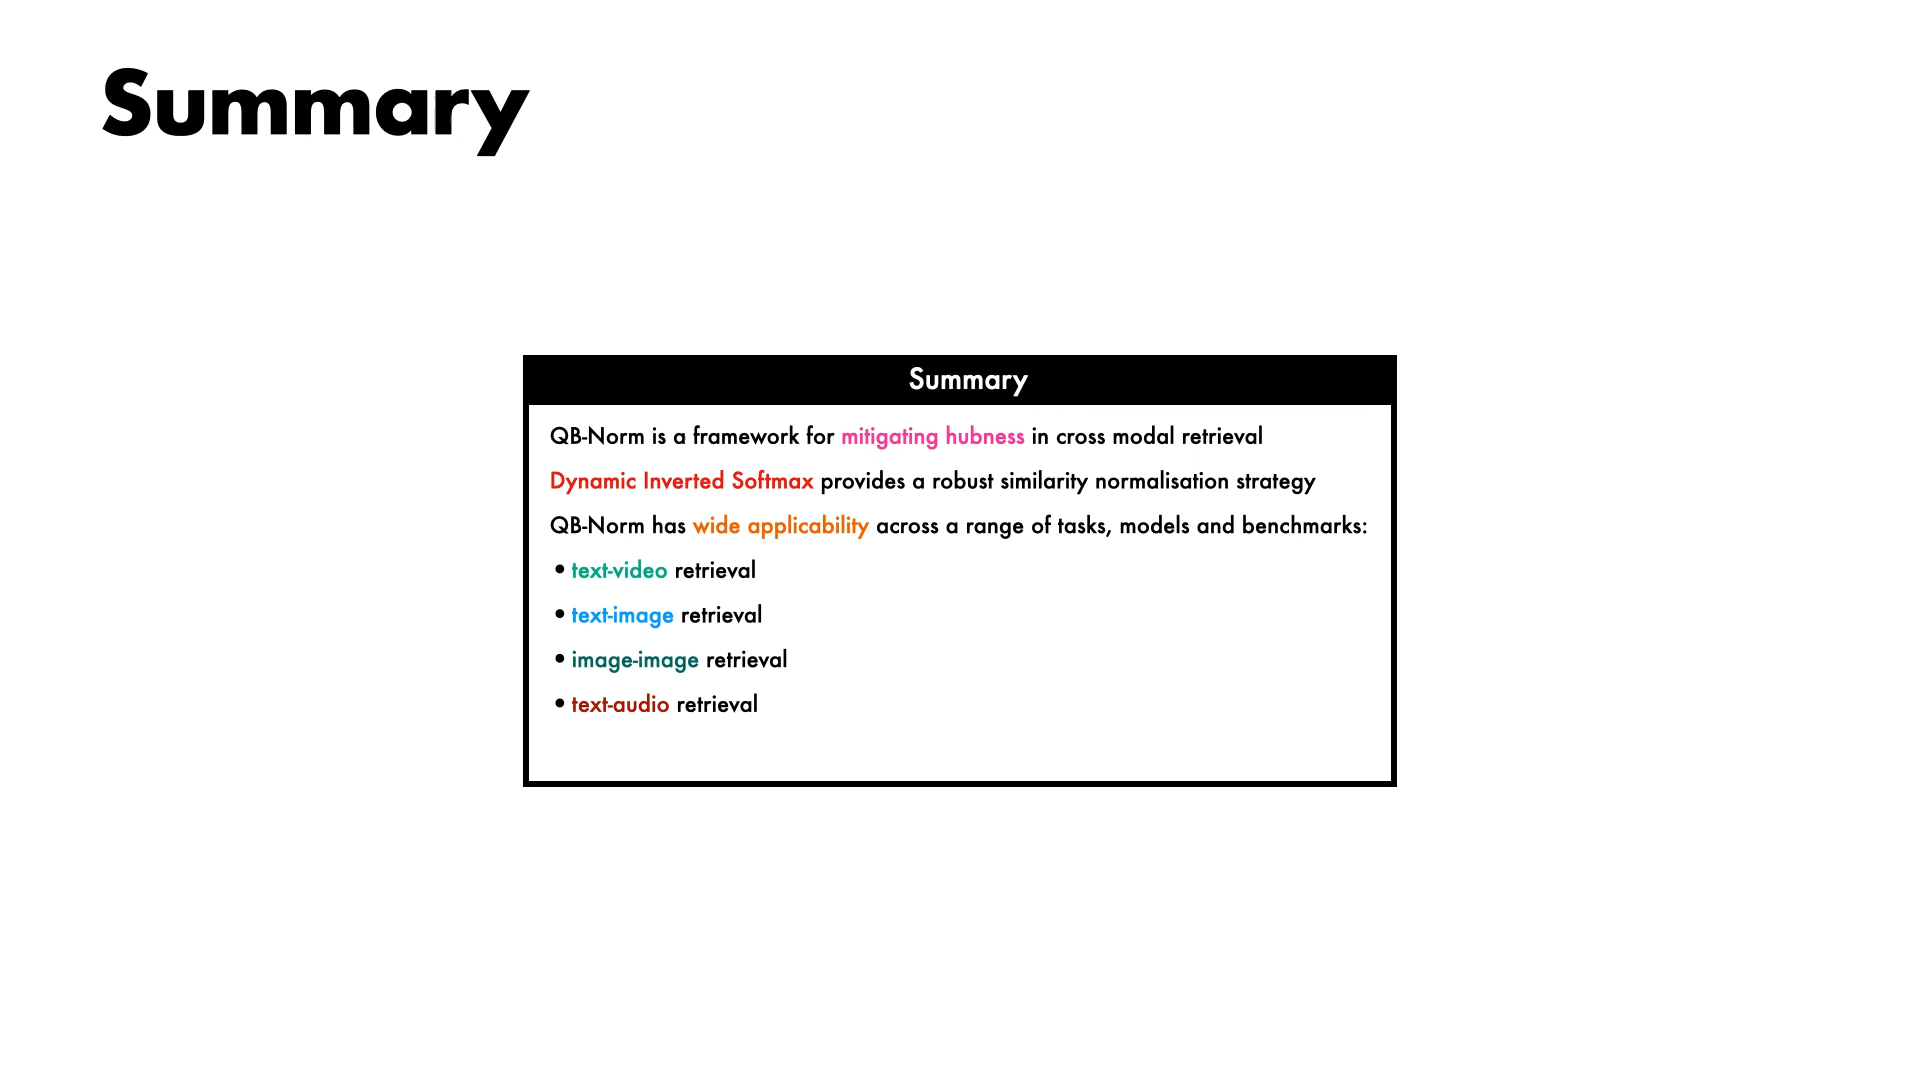 Summary
Summary
QB-Norm is a framework for mitigating hubness in cross modal retrieval
Dynamic Inverted Softmax provides a robust similarity normalisation strategy
QB-Norm has wide applicability across a range of tasks, models and benchmarks:
• text-video retrieval
• text-image retrieval
• image-image retrieval
• text-audio retrieval